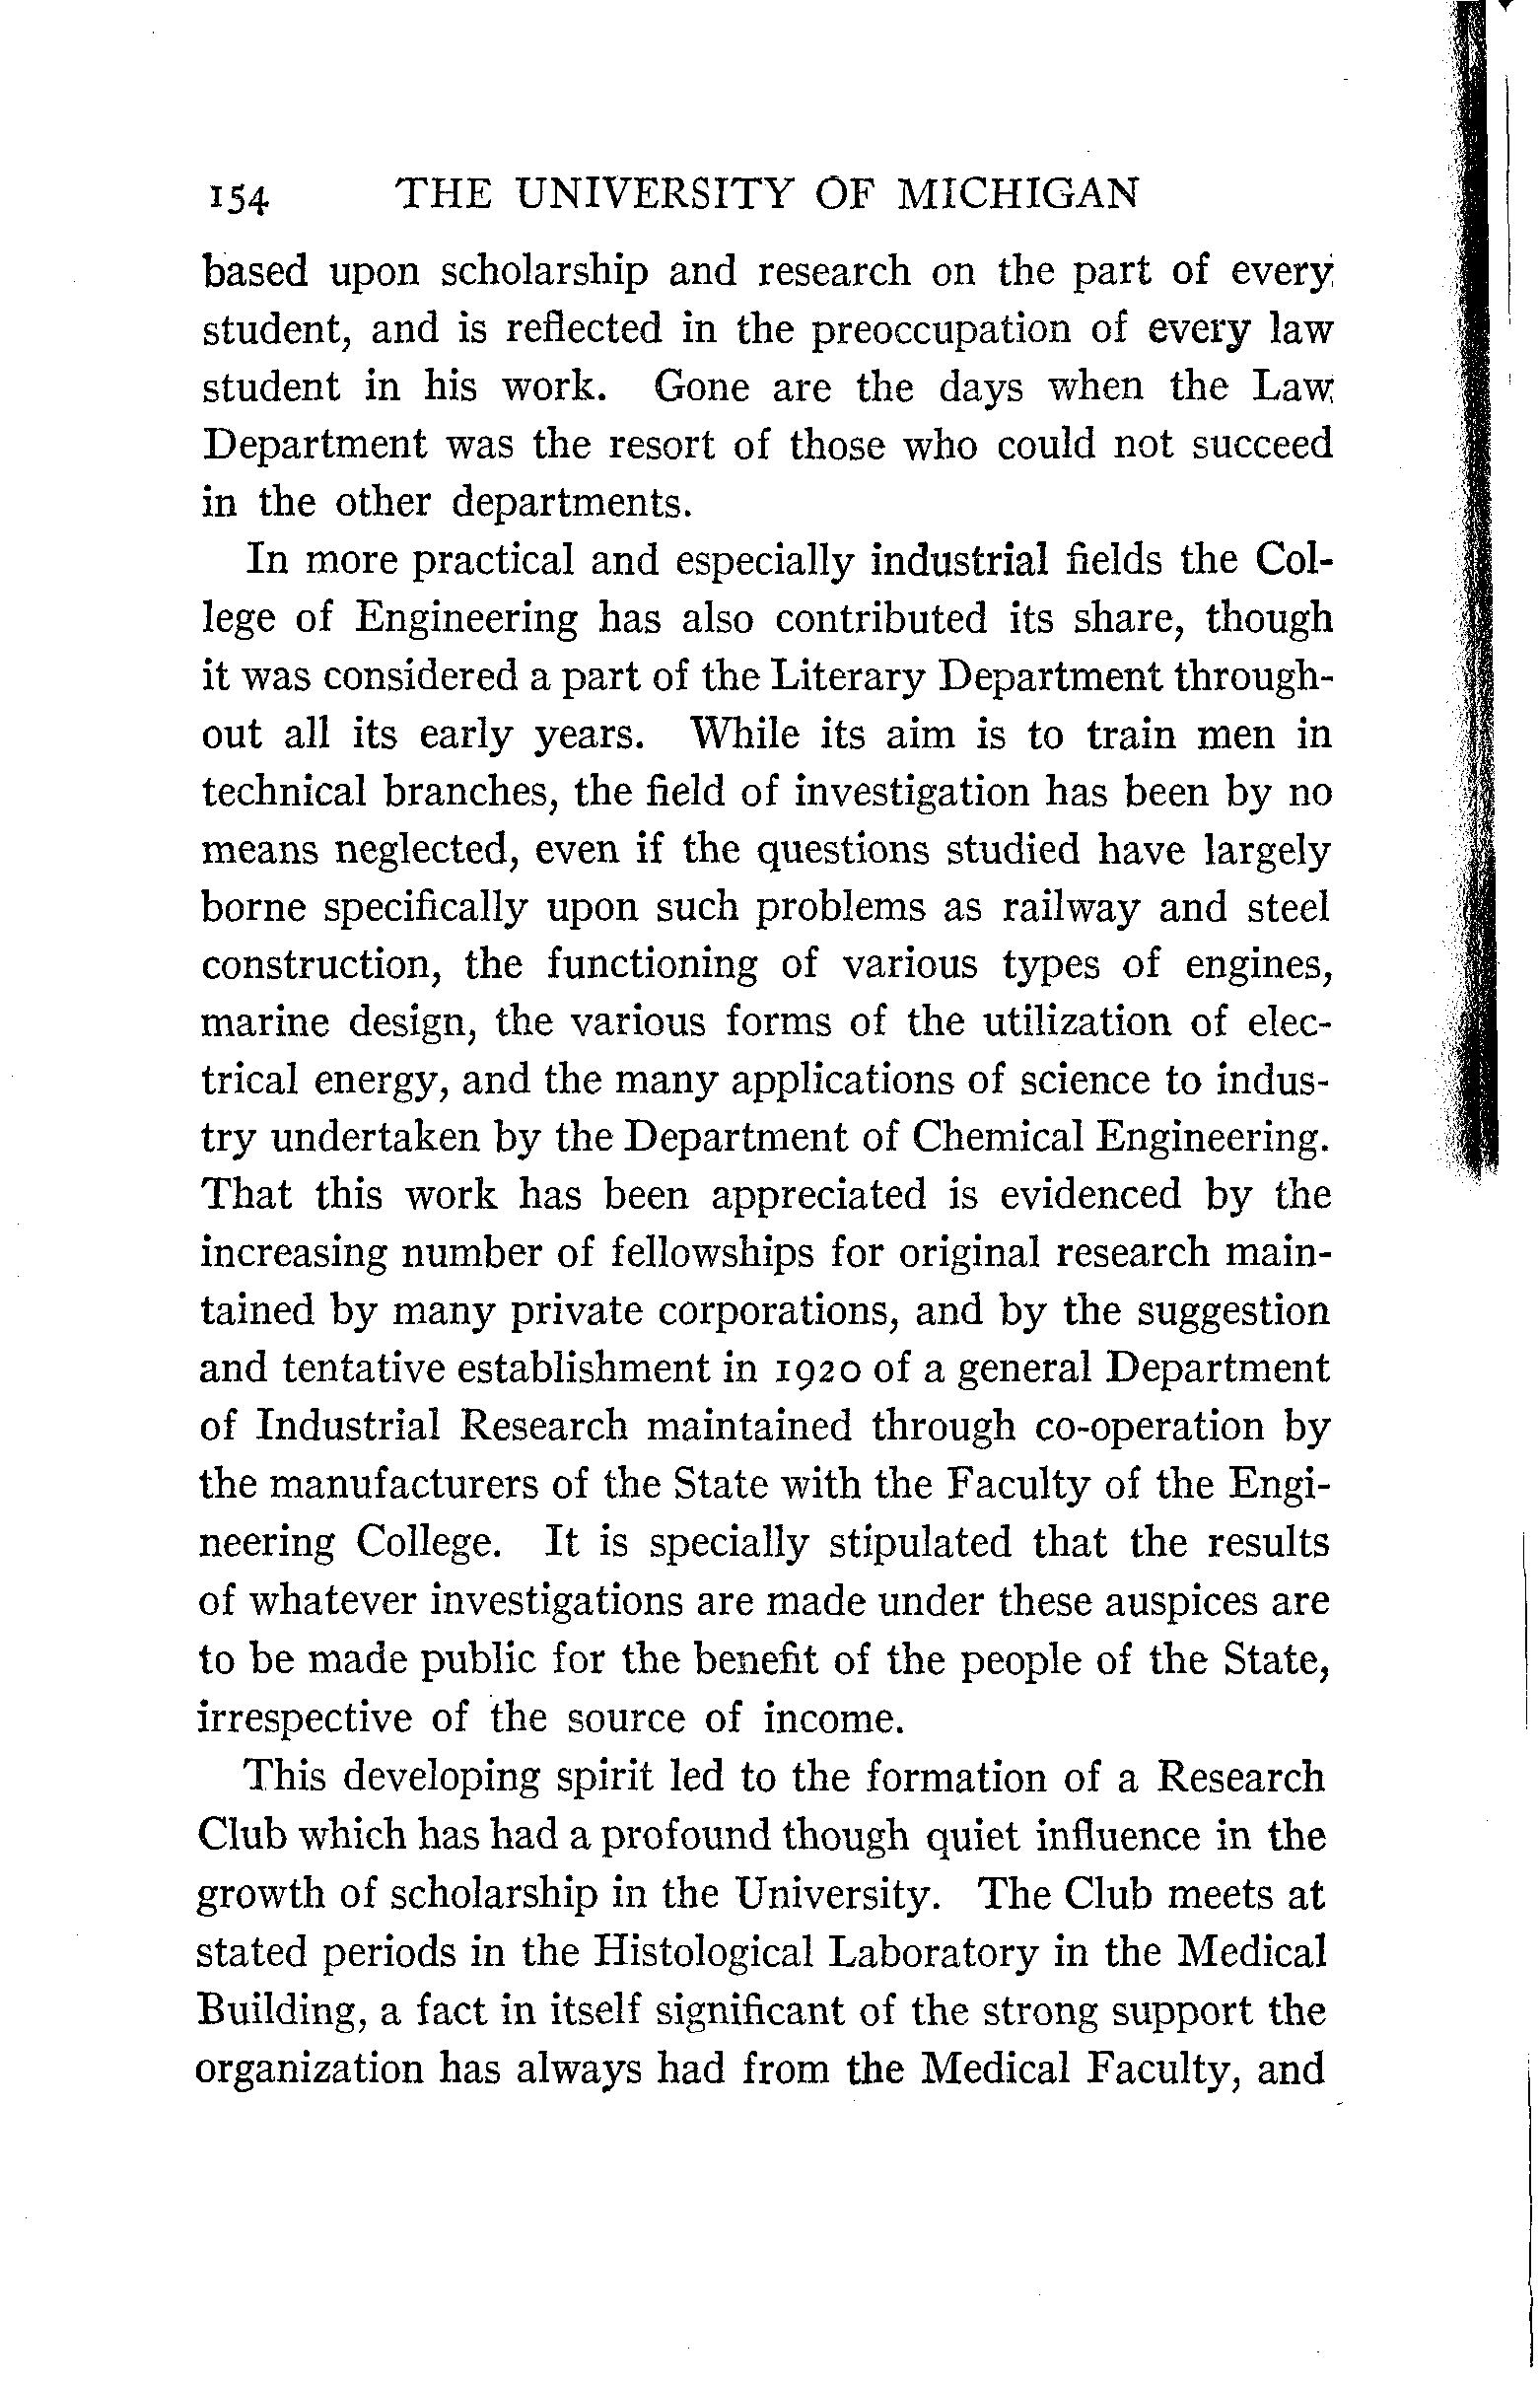 154 THE UNIVERSITY OF MICHIGAN
based upon scholarship and research on the part of every
student, and is reflected in the preoccupation of every law
student in his work. Gone are the days when the Law
Department was the resort of those who could not succeed
in the other departments.
In more practical and especially industrial fields the Col-
lege of Engineering has also contributed its share, though
it was considered a part of the Literary Department through-
out all its early years. While its aim is to train men in
technical branches, the field of investigation has been by no
means neglected, even if the questions studied have largely
borne specifically upon such problems as railway and steel
construction, the functioning of various types of engines,
marine design, the various forms of the utilization of elec-
trical energy, and the many applications of science to indus-
try undertaken by the Department of Chemical Engineering.
That this work has been appreciated is evidenced by the
increasing number of fellowships for original research main-
tained by many private corporations, and by the suggestion
and tentative establishment in 1920 of a general Department
of Industrial Research maintained through co-operation by
the manufacturers of the State with the Faculty of the Engi-
neering College. It is specially stipulated that the results
of whatever investigations are made under these auspices are
to be made public for the benefit of the people of the State,
irrespective of the source of income.
This developing spirit led to the formation of a Research
Club which has had a profound though quiet influence in the
growth of scholarship in the University. The Club meets at
stated periods in the Histological Laboratory in the Medical
Building, a fact in itself significant of the strong support the
organization has always had from the Medical Faculty, and